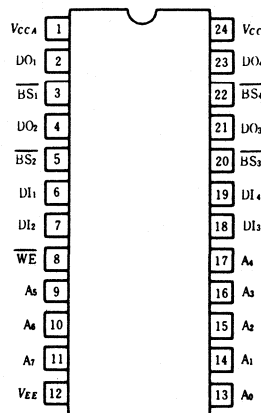 VCCA 1 24 VCC
DO1 2 23 DO4
BS1 3 22 BS4
DO2 4 21 DO3
BS2 5 20 BS3
DI1 6 19 DI4
DI2 7 18 DI3
WE 8 17 A4
A5 9 16 A3
A6 10 15 A2
A7 11 14 A1
VEE 12 13 A0